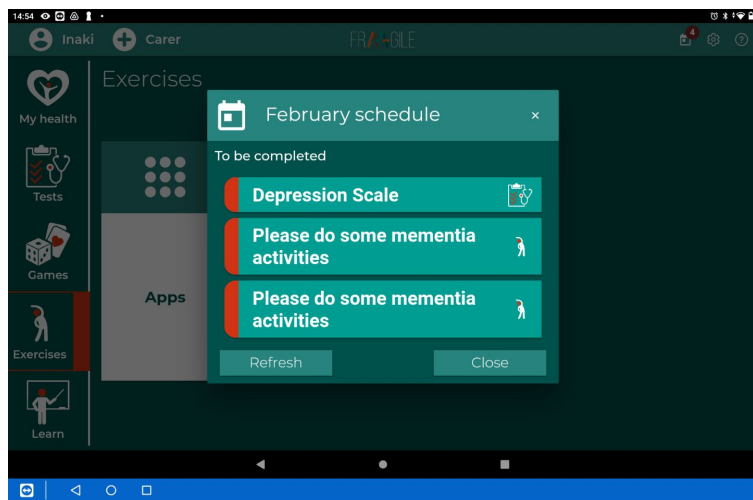 14:54
Inaki
Carer
FRAGILE
4
My health
Tests
Games
Exercises
Learn
Exercises
Apps
February schedule
To be completed
Depression Scale
Please do some mementia
activities
Please do some mementia
activities
Refresh
Close